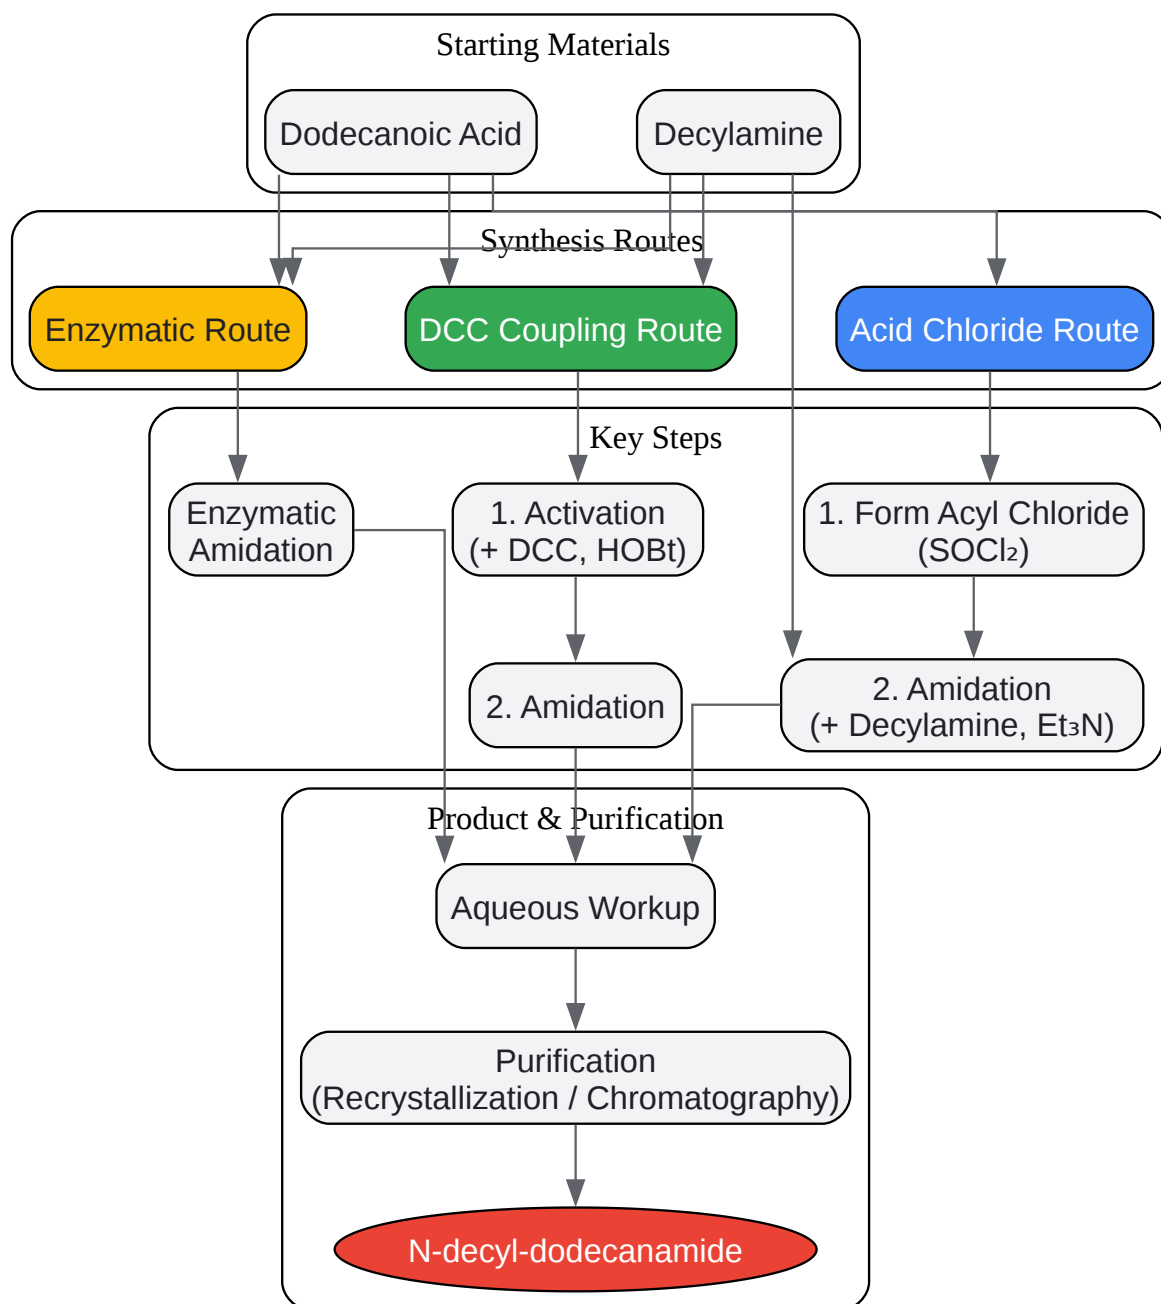 Starting Materials
Dodecanoic Acid
Decylamine
Synthesis Routes
Enzymatic Route
DCC Coupling Route
Acid Chloride Route
Key Steps
Enzymatic
Amidation
1. Activation
(+ DCC, HOBt)
1. Form Acyl Chloride
(SOCl₂)
2. Amidation
2. Amidation
(+ Decylamine, Et₃N)
Product & Purification
Aqueous Workup
Purification
(Recrystallization / Chromatography)
N-decyl-dodecanamide